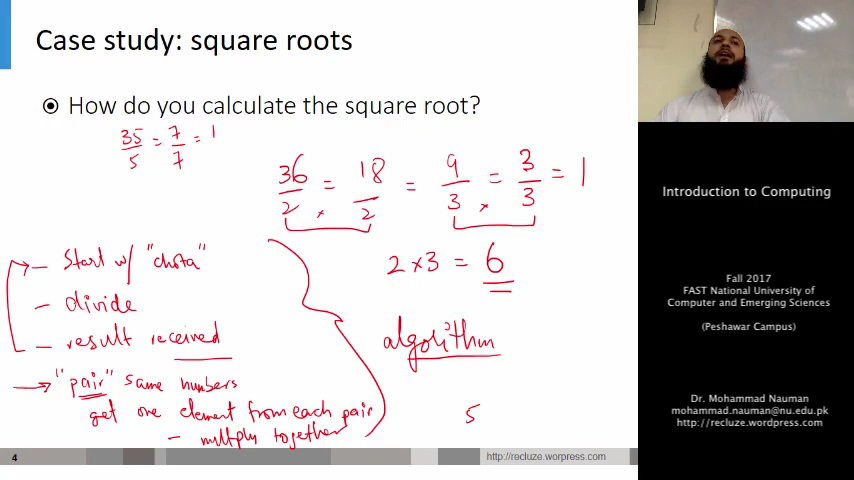 Case study: square roots
How do you calculate the square root?
35/5 = 7/7 = 1
36/2 × = 18/2 = 9/3 × = 3/3 = 1
2 × 3 = 6
- Start w/ "chota"
- divide
- result received
"pair" same numbers
get one element from each pair
- multply together
algorithm
5
4
http://recluze.worpress.com
Introduction to Computing
Fall 2017
FAST National University of
Computer and Emerging Sciences
(Peshawar Campus)
Dr. Mohammad Nauman
mohammad.nauman@nu.edu.pk
http://recluze.wordpress.com